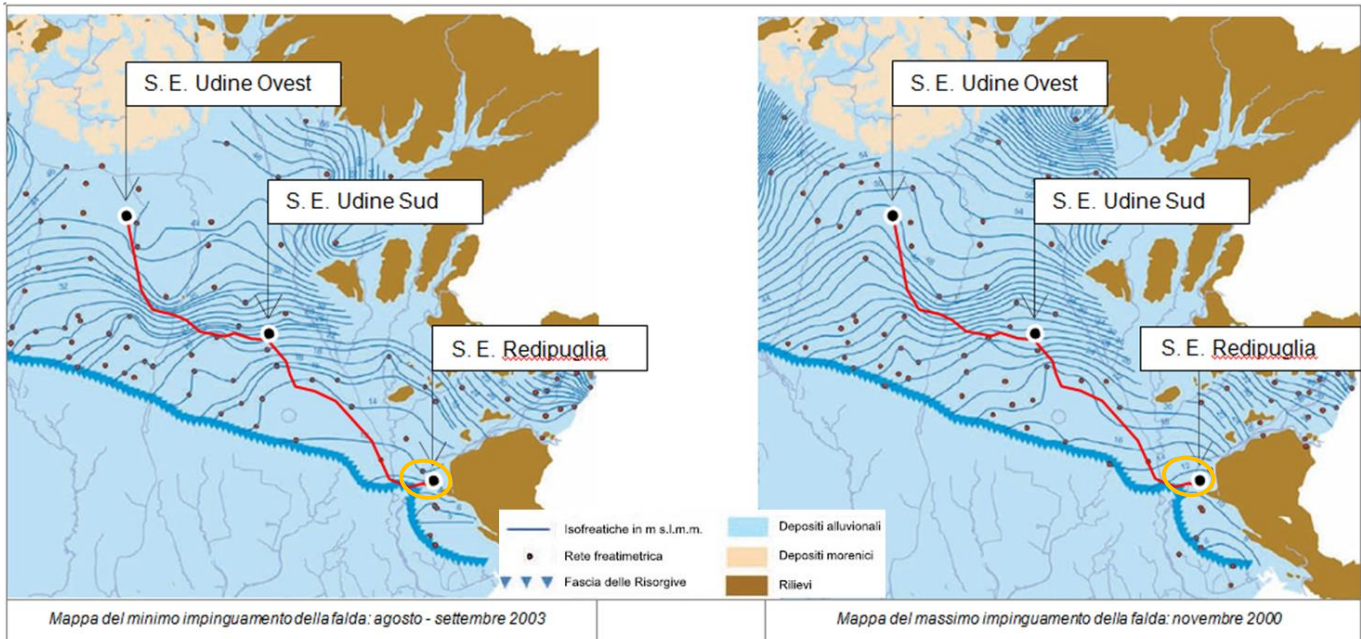 S. E. Udine Ovest
S. E. Udine Sud
S. E. Redipuglia
S. E. Udine Ovest
S. E. Udine Sud
S. E. Redipuglia
Isofreatiche in m s.l.m.m.
Rete freatimetrica
Fascia delle Risorgive
Depositi alluvionali
Depositi morenici
Rilievi
Mappa del minimo impinguamento della falda: agosto - settembre 2003
Mappa del massimo impinguamento della falda: novembre 2000